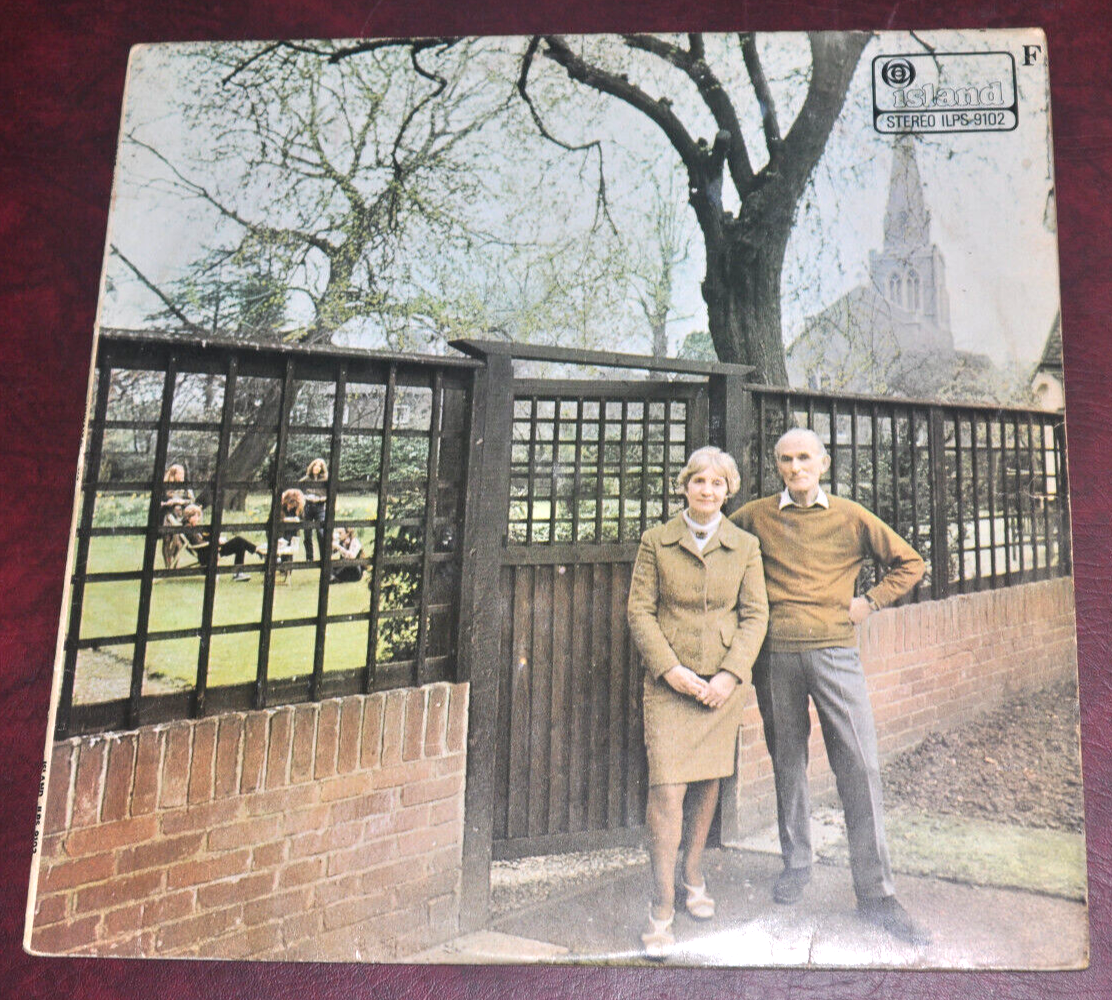 F
island
STEREO ILPS-9102